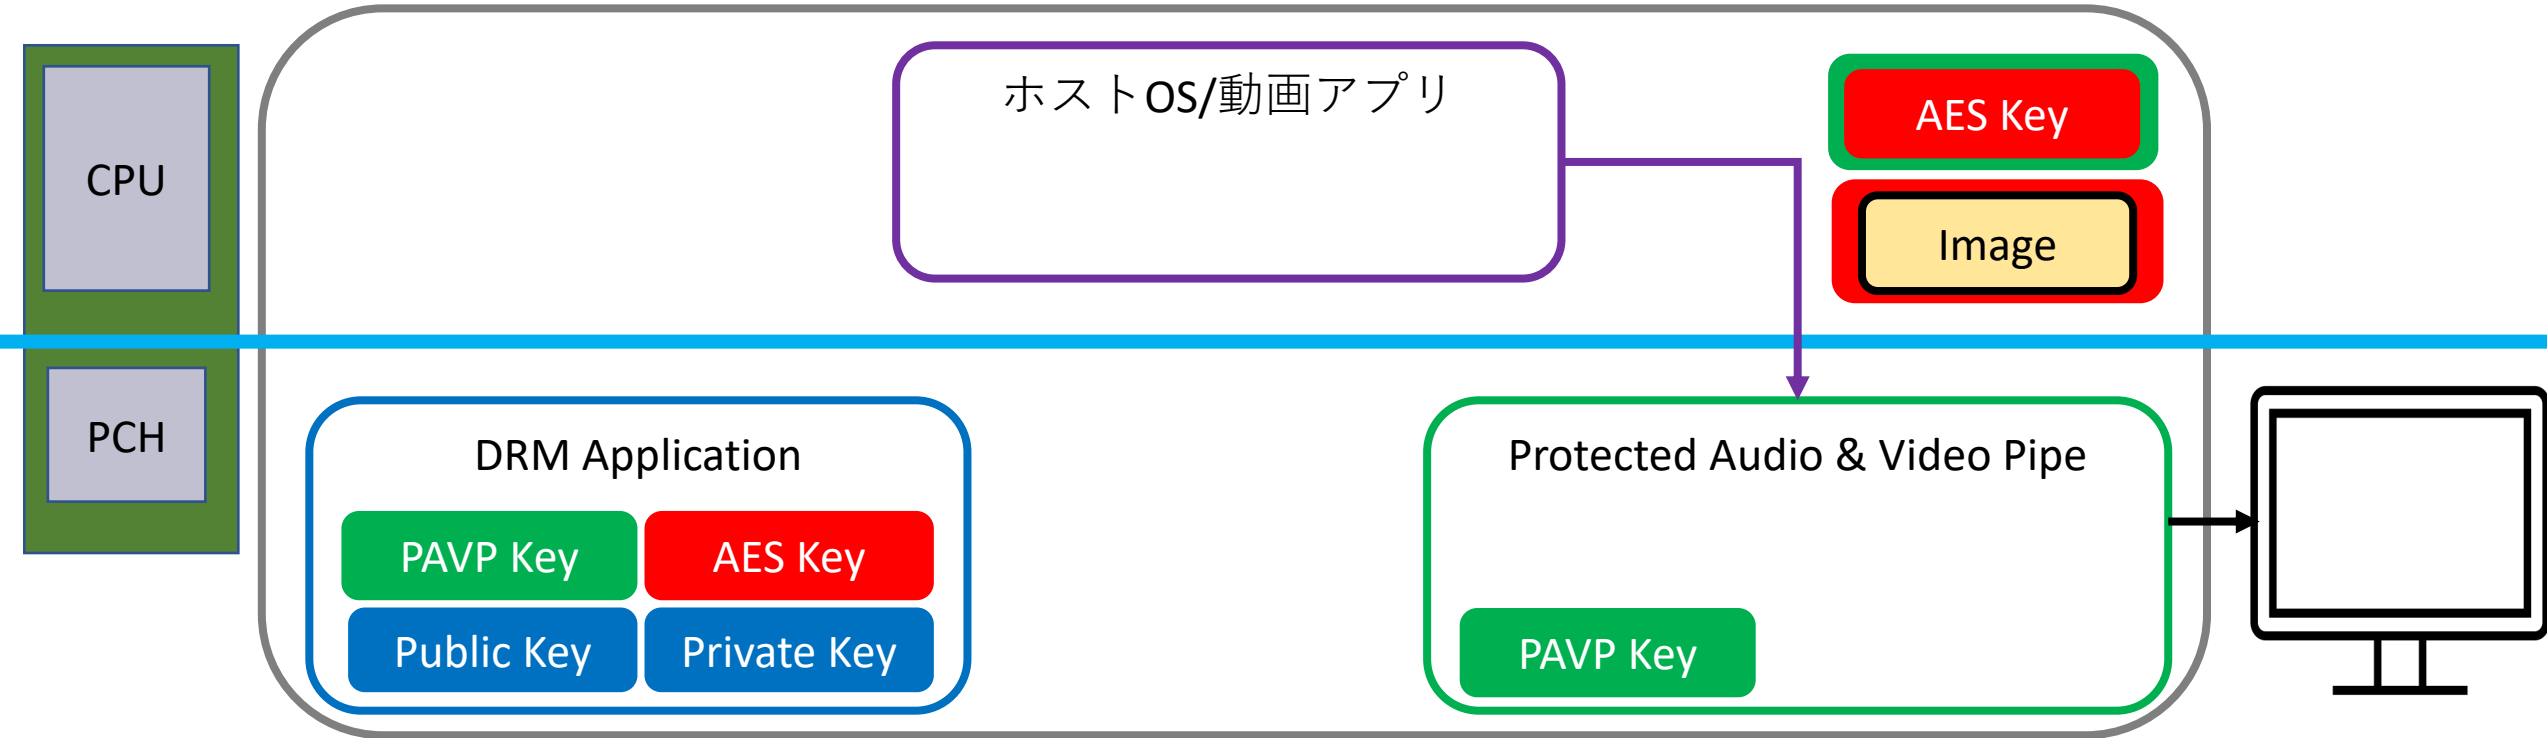 ホストOS/動画アプリ
AES Key
CPU
Image
PCH
DRM Application
Protected Audio & Video Pipe
PAVP Key
AES Key
Public Key
Private Key
PAVP Key